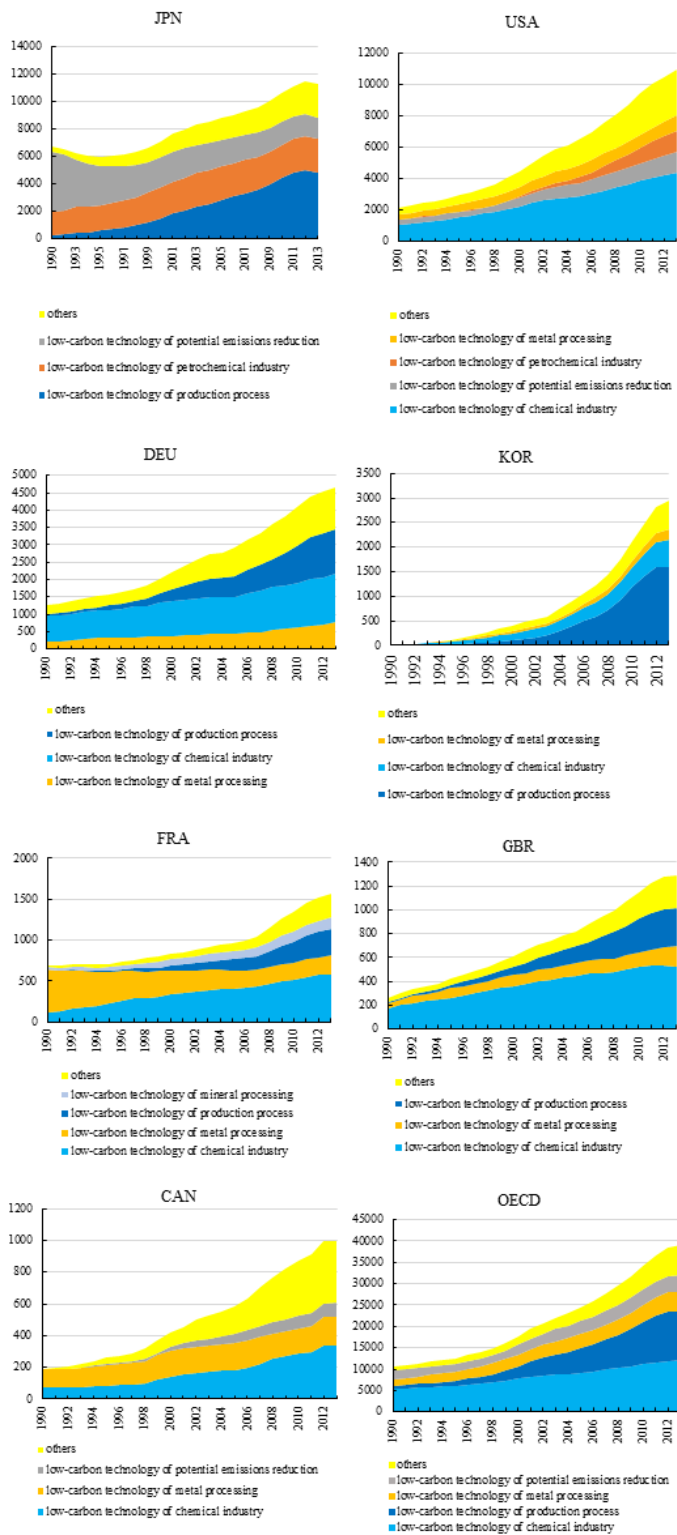 JPN
14000
12000
10000
8000
6000
4000
2000
0
1990 1993 1995 1997 1999 2001 2003 2005 2007 2009 2011 2013
others
low-carbon technology of potential emissions reduction
low-carbon technology of petrochemical industry
low-carbon technology of production process
USA
12000
10000
8000
6000
4000
2000
0
1990 1992 1994 1996 1998 2000 2002 2004 2006 2008 2010 2012
others
low-carbon technology of metal processing
low-carbon technology of petrochemical industry
low-carbon technology of potential emissions reduction
low-carbon technology of chemical industry
DEU
5000
4500
4000
3500
3000
2500
2000
1500
1000
500
0
1990 1992 1994 1996 1998 2000 2002 2004 2006 2008 2010 2012
others
low-carbon technology of production process
low-carbon technology of chemical industry
low-carbon technology of metal processing
KOR
3500
3000
2500
2000
1500
1000
500
0
1990 1992 1994 1996 1998 2000 2002 2004 2006 2008 2010 2012
others
low-carbon technology of metal processing
low-carbon technology of chemical industry
low-carbon technology of production process
FRA
2000
1500
1000
500
0
1990 1992 1994 1996 1998 2000 2002 2004 2006 2008 2010 2012
others
low-carbon technology of mineral processing
low-carbon technology of production process
low-carbon technology of metal processing
low-carbon technology of chemical industry
GBR
1400
1200
1000
800
600
400
200
0
1990 1992 1994 1996 1998 2000 2002 2004 2006 2008 2010 2012
others
low-carbon technology of production process
low-carbon technology of metal processing
low-carbon technology of chemical industry
CAN
1200
1000
800
600
400
200
0
1990 1992 1994 1996 1998 2000 2002 2004 2006 2008 2010 2012
others
low-carbon technology of potential emissions reduction
low-carbon technology of metal processing
low-carbon technology of chemical industry
OECD
45000
40000
35000
30000
25000
20000
15000
10000
5000
0
1990 1992 1994 1996 1998 2000 2002 2004 2006 2008 2010 2012
others
low-carbon technology of potential emissions reduction
low-carbon technology of metal processing
low-carbon technology of production process
low-carbon technology of chemical industry